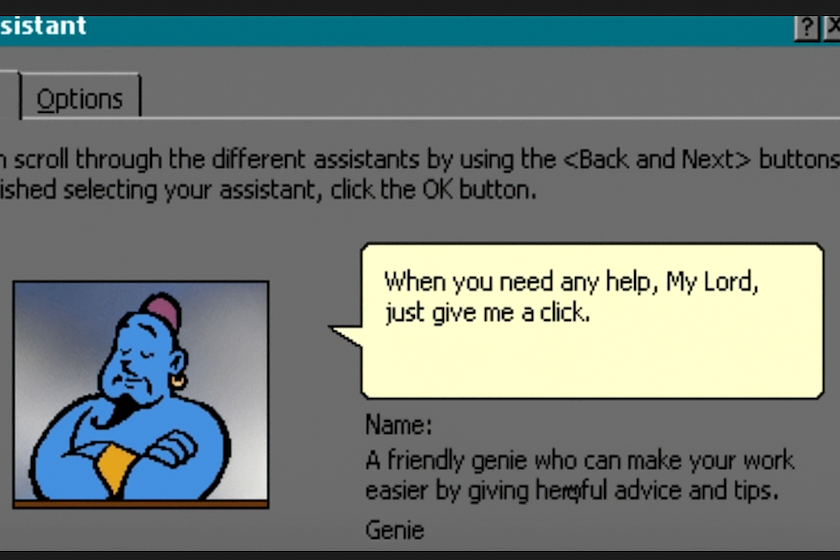 sistant
Options
n scroll through the different assistants by using the <Back and Next> buttons
ished selecting your assistant, click the OK button.
When you need any help, My Lord,
just give me a click.
Name:
A friendly genie who can make your work
easier by giving advice and tips.
Genie